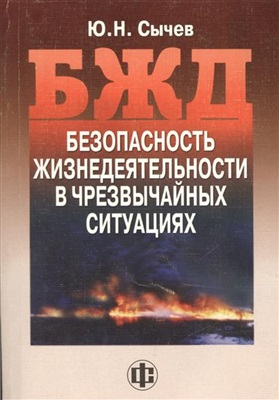 Ю.Н. Сычев
БЖД
БЕЗОПАСНОСТЬ
ЖИЗНЕДЕЯТЕЛЬНОСТИ
В ЧРЕЗВЫЧАЙНЫХ
СИТУАЦИЯХ